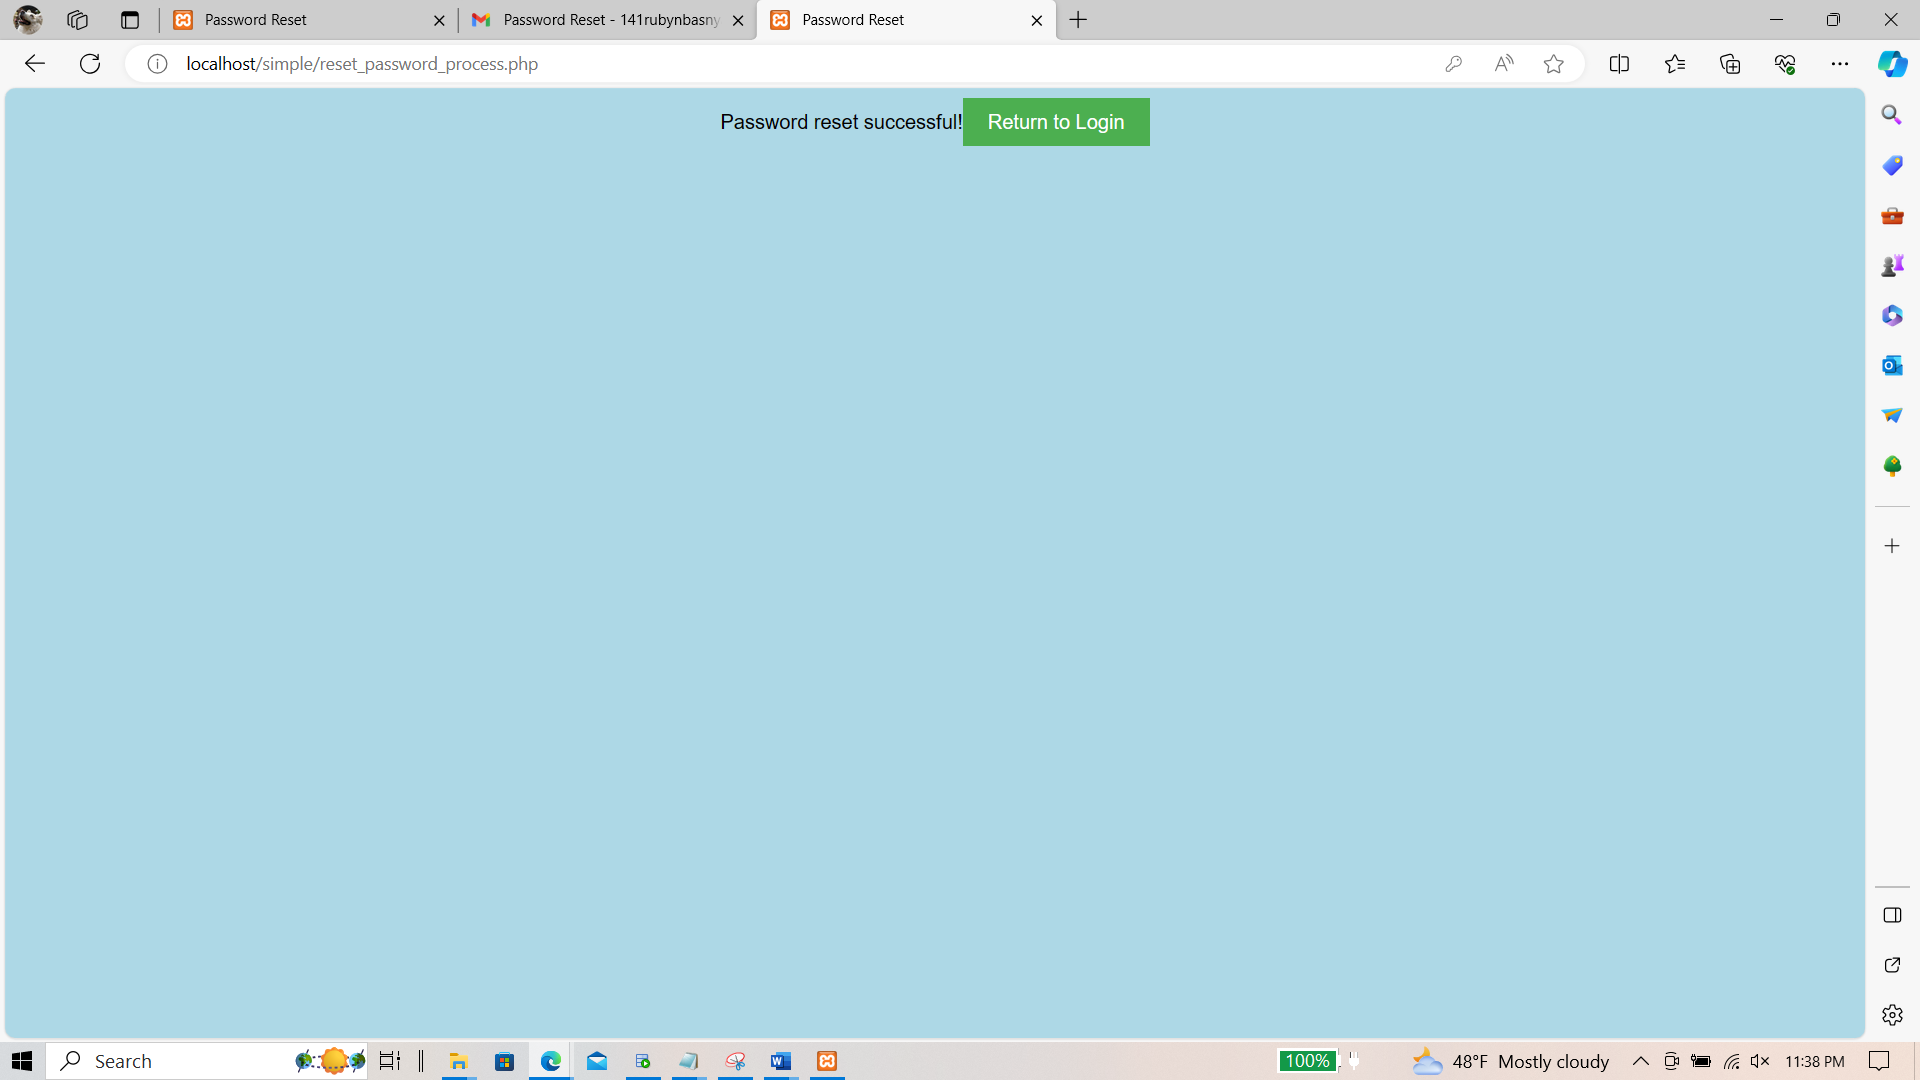 Password Reset
Password Reset - 141rubynbasny
Password Reset
localhost/simple/reset_password_process.php
Password reset successful! Return to Login
Search
100%
48°F Mostly cloudy
11:38 PM